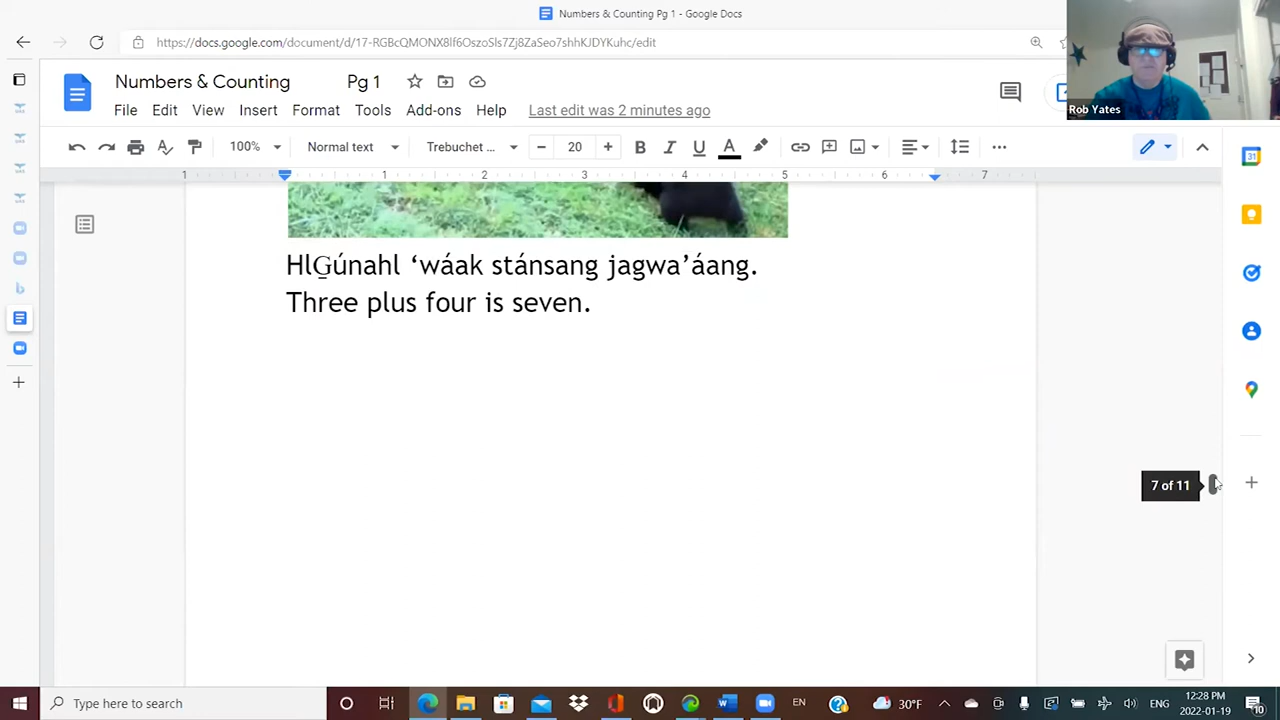 Numbers & Counting Pg 1 - Google Docs
https://docs.google.com/document/d/17-RGBcQMONX8lf6OszoSls7Zj8ZaSeo7shhKJDYKuhc/edit
Numbers & Counting Pg 1
File Edit View Insert Format Tools Add-ons Help Last edit was 2 minutes ago
Rob Yates
100% Normal text Trebuchet ... 20 B I U A
1 1 2 3 4 5 6 7
31
HlG̲únahl ‘wáak stánsang jagwa’áang.
Three plus four is seven.
7 of 11
Type here to search
EN
30°F
ENG
12:28 PM
2022-01-19
10